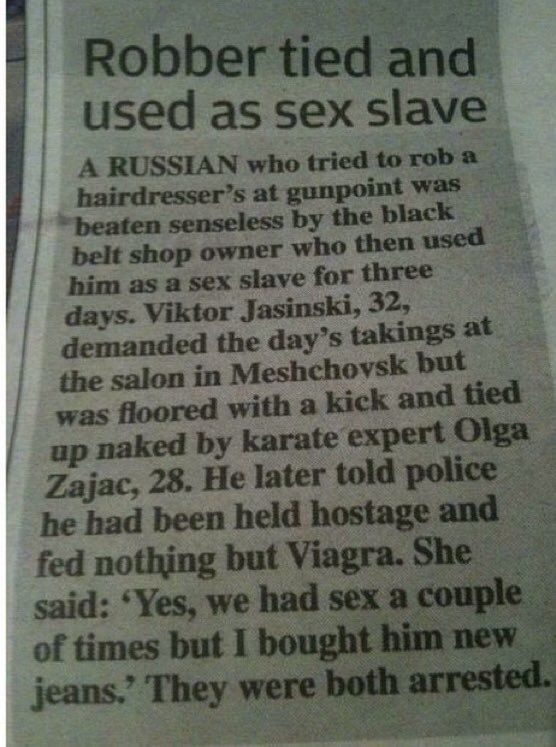 Robber tied and
used as sex slave
A RUSSIAN who tried to rob a
hairdresser's at gunpoint was
beaten senseless by the black
belt shop owner who then used
him as a sex slave for three
days. Viktor Jasinski, 32,
demanded the day's takings at
the salon in Meshchovsk but
was floored with a kick and tied
up naked by karate expert Olga
Zajac, 28. He later told police
he had been held hostage and
fed nothing but Viagra. She
said: ‘Yes, we had sex a couple
of times but I bought him new
jeans.’ They were both arrested.